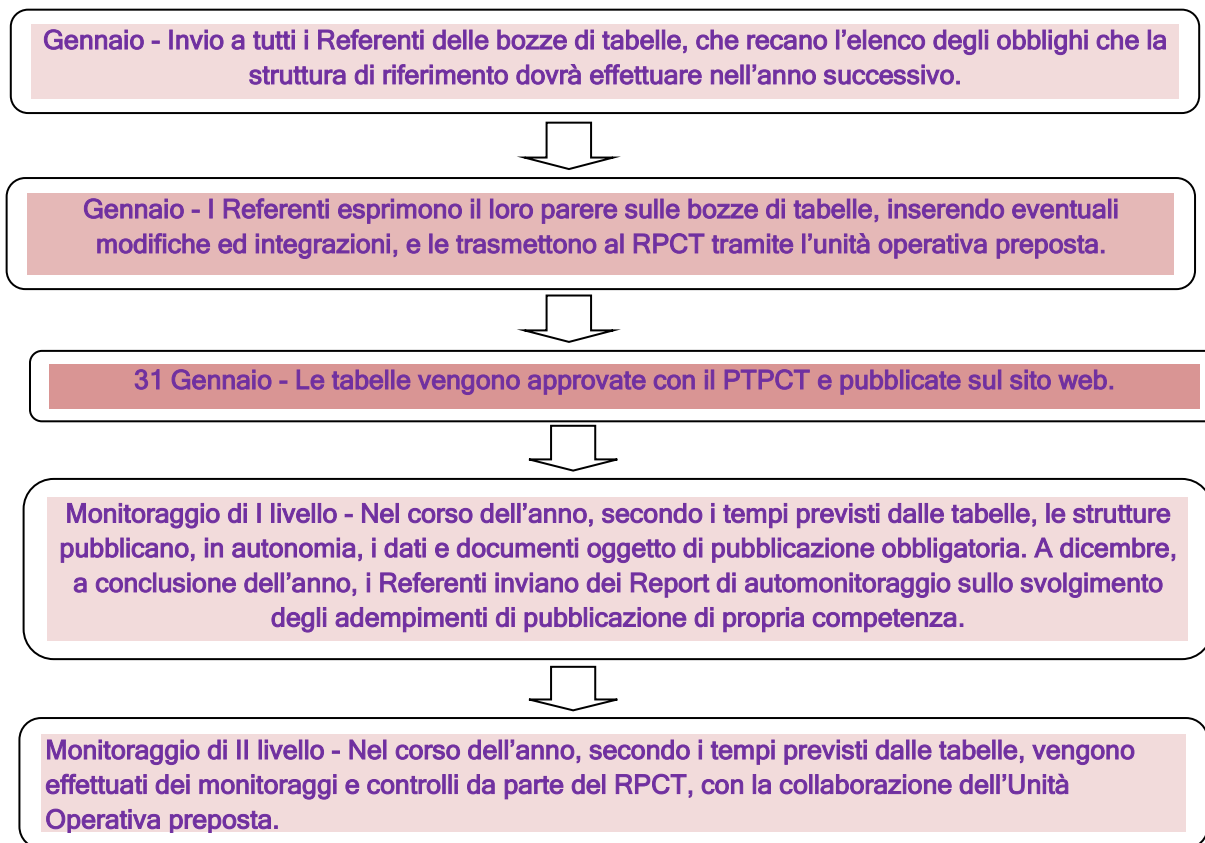 Gennaio - Invio a tutti i Referenti delle bozze di tabelle, che recano l’elenco degli obblighi che la
struttura di riferimento dovrà effettuare nell’anno successivo.
Gennaio - I Referenti esprimono il loro parere sulle bozze di tabelle, inserendo eventuali
modifiche ed integrazioni, e le trasmettono al RPCT tramite l’unità operativa preposta.
31 Gennaio - Le tabelle vengono approvate con il PTPCT e pubblicate sul sito web.
Monitoraggio di I livello - Nel corso dell’anno, secondo i tempi previsti dalle tabelle, le strutture
pubblicano, in autonomia, i dati e documenti oggetto di pubblicazione obbligatoria. A dicembre,
a conclusione dell’anno, i Referenti inviano dei Report di automonitoraggio sullo svolgimento
degli adempimenti di pubblicazione di propria competenza.
Monitoraggio di II livello - Nel corso dell’anno, secondo i tempi previsti dalle tabelle, vengono
effettuati dei monitoraggi e controlli da parte del RPCT, con la collaborazione dell’Unità
Operativa preposta.